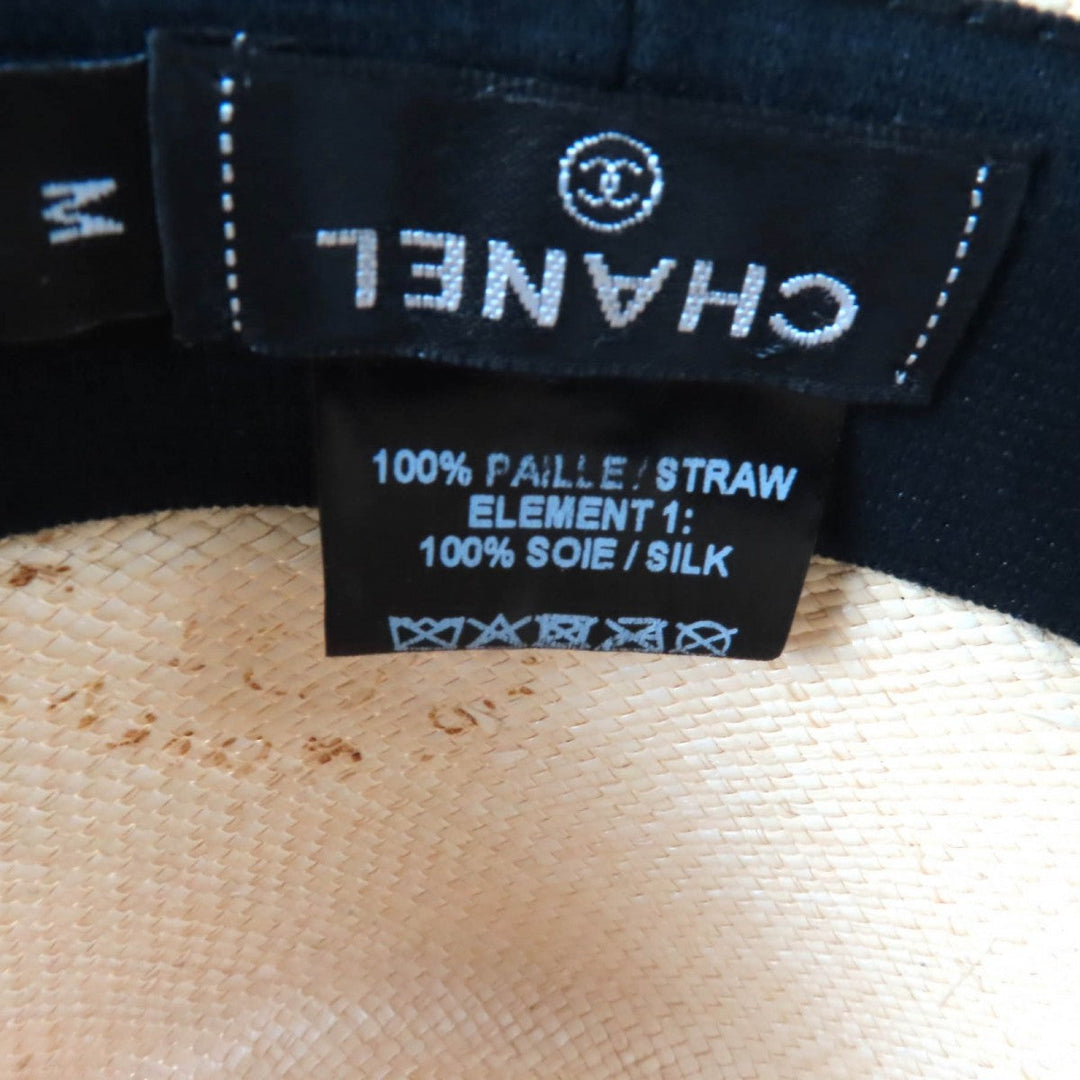 M
CHANEL
100% PAILLE / STRAW
ELEMENT 1:
100% SOIE / SILK